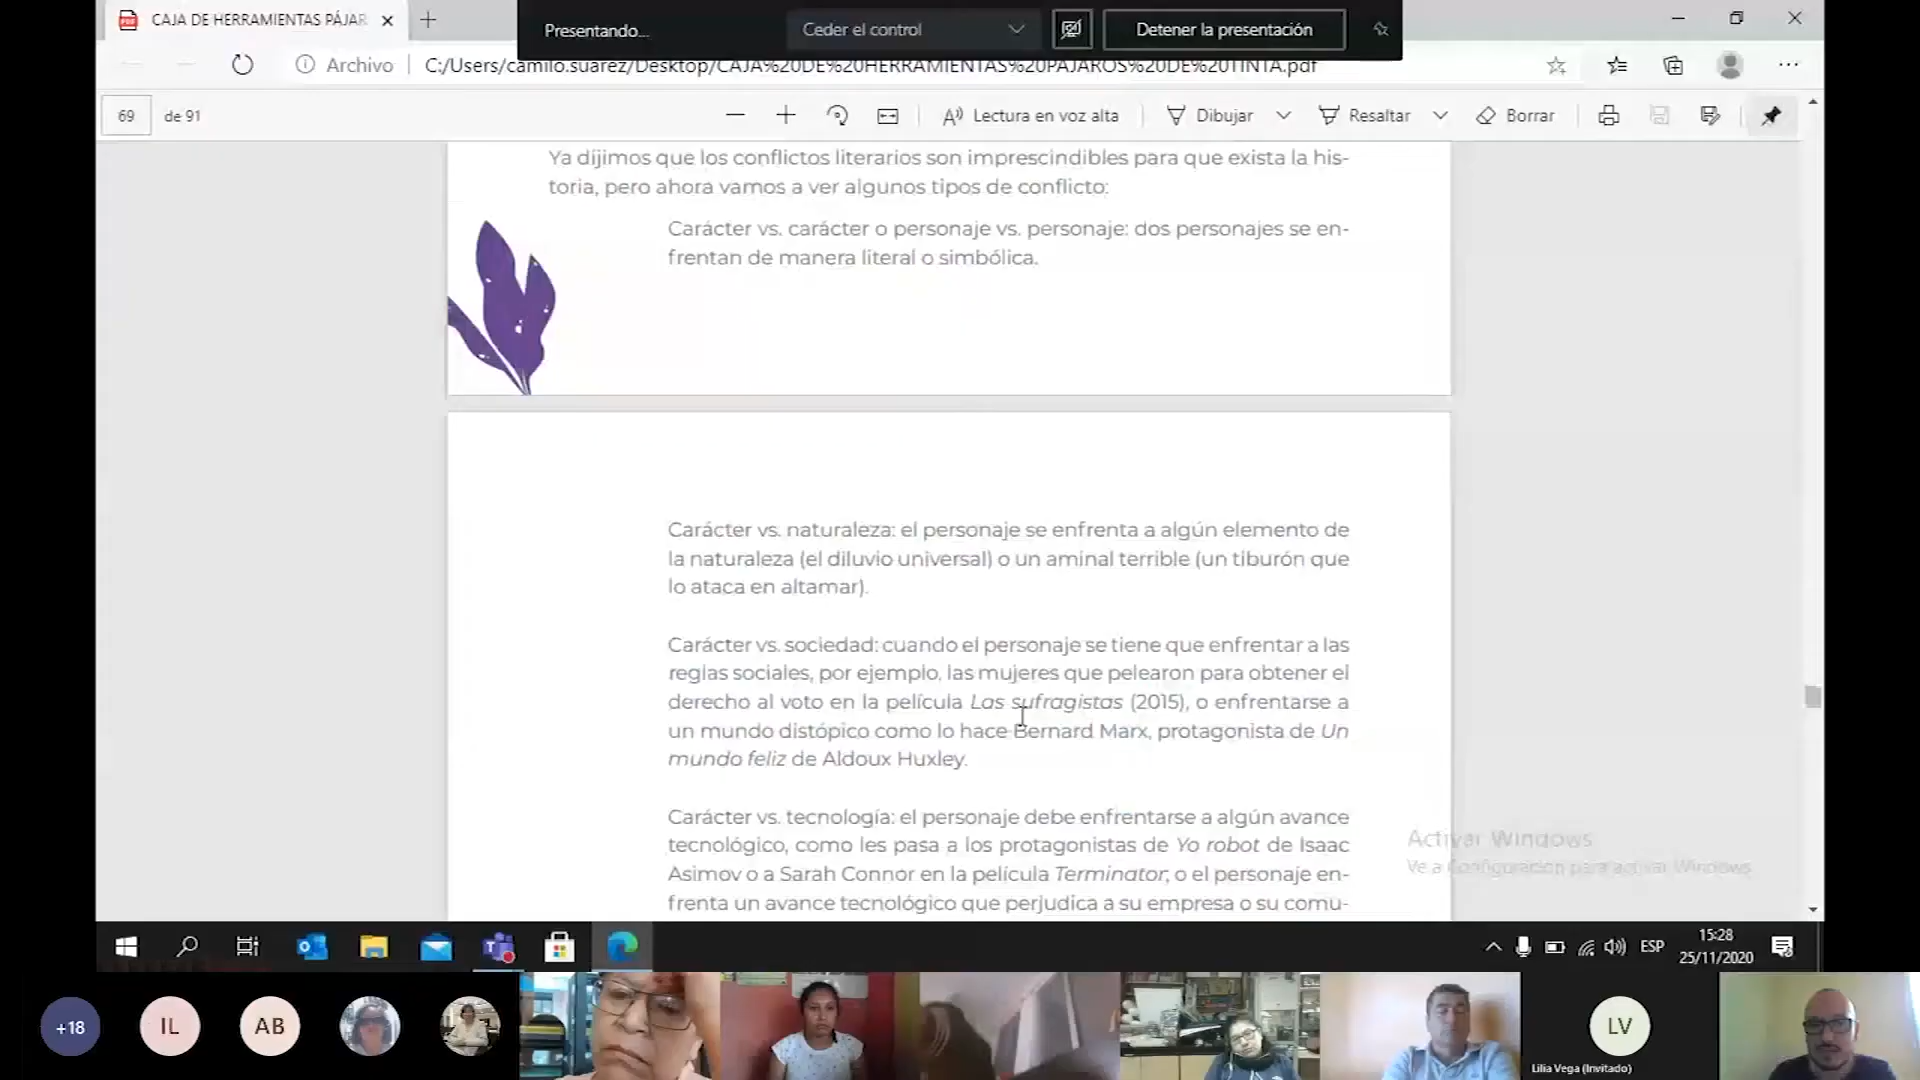 CAJA DE HERRAMIENTAS PÁJAR
Presentando...
Ceder el control
Detener la presentación
Archivo
C:/Users/camilo.suarez/Desktop/CAJA%20DE%20HERRAMIENTAS%20PÁJAROS%20DE%20TINTA.pdf
69 de 91
Lectura en voz alta
Dibujar
Resaltar
Borrar
Ya dijimos que los conflictos literarios son imprescindibles para que exista la his-
toria, pero ahora vamos a ver algunos tipos de conflicto:
Carácter vs. carácter o personaje vs. personaje: dos personajes se en-
frentan de manera literal o simbólica.
Carácter vs. naturaleza: el personaje se enfrenta a algún elemento de
la naturaleza (el diluvio universal) o un aminal terrible (un tiburón que
lo ataca en altamar).
Carácter vs. sociedad: cuando el personaje se tiene que enfrentar a las
reglas sociales, por ejemplo, las mujeres que pelearon para obtener el
derecho al voto en la película Las sufragistas (2015), o enfrentarse a
un mundo distópico como lo hace Bernard Marx, protagonista de Un
mundo feliz de Aldoux Huxley.
Carácter vs. tecnología: el personaje debe enfrentarse a algún avance
tecnológico, como les pasa a los protagonistas de Yo robot de Isaac
Asimov o a Sarah Connor en la película Terminator, o el personaje en-
frenta un avance tecnológico que perjudica a su empresa o su comu-
Activar Windows
Ve a Configuración para activar Windows.
ESP
15:28
25/11/2020
+18
IL
AB
LV
Lilia Vega (Invitado)